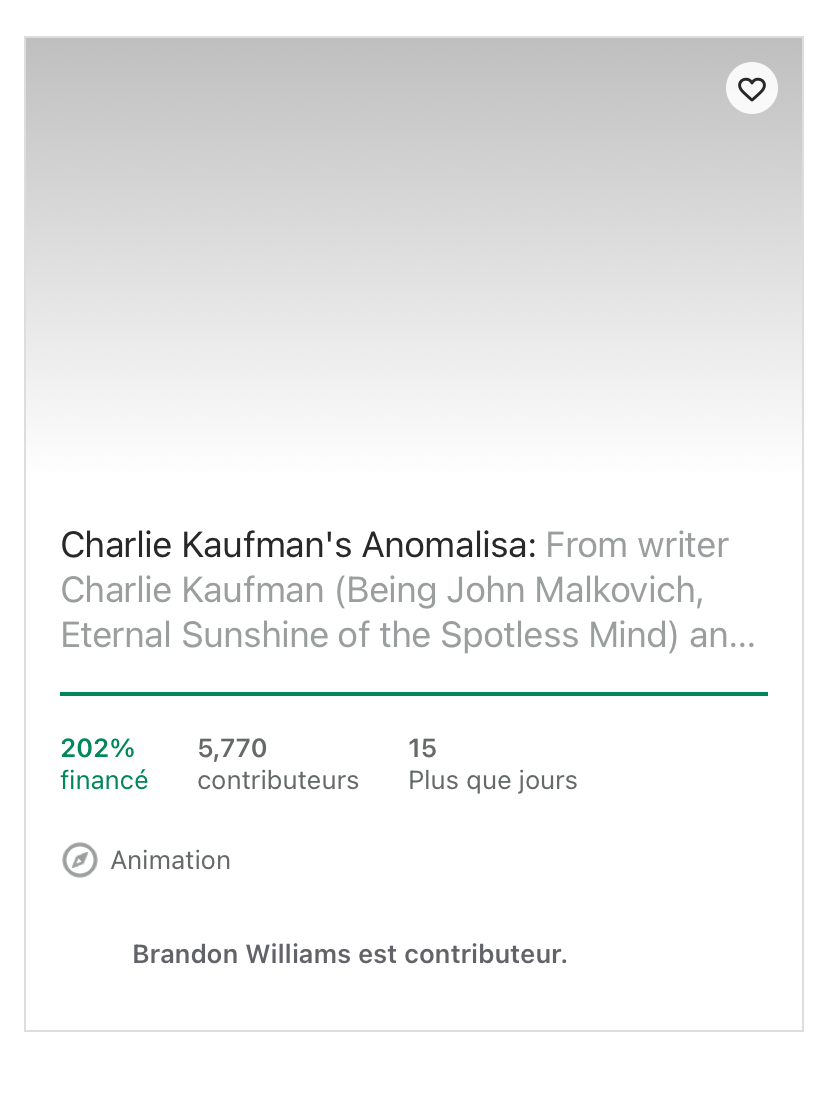 Charlie Kaufman's Anomalisa: From writer
Charlie Kaufman (Being John Malkovich,
Eternal Sunshine of the Spotless Mind) an...
202%
financé
5,770
contributeurs
15
Plus que jours
Animation
Brandon Williams est contributeur.